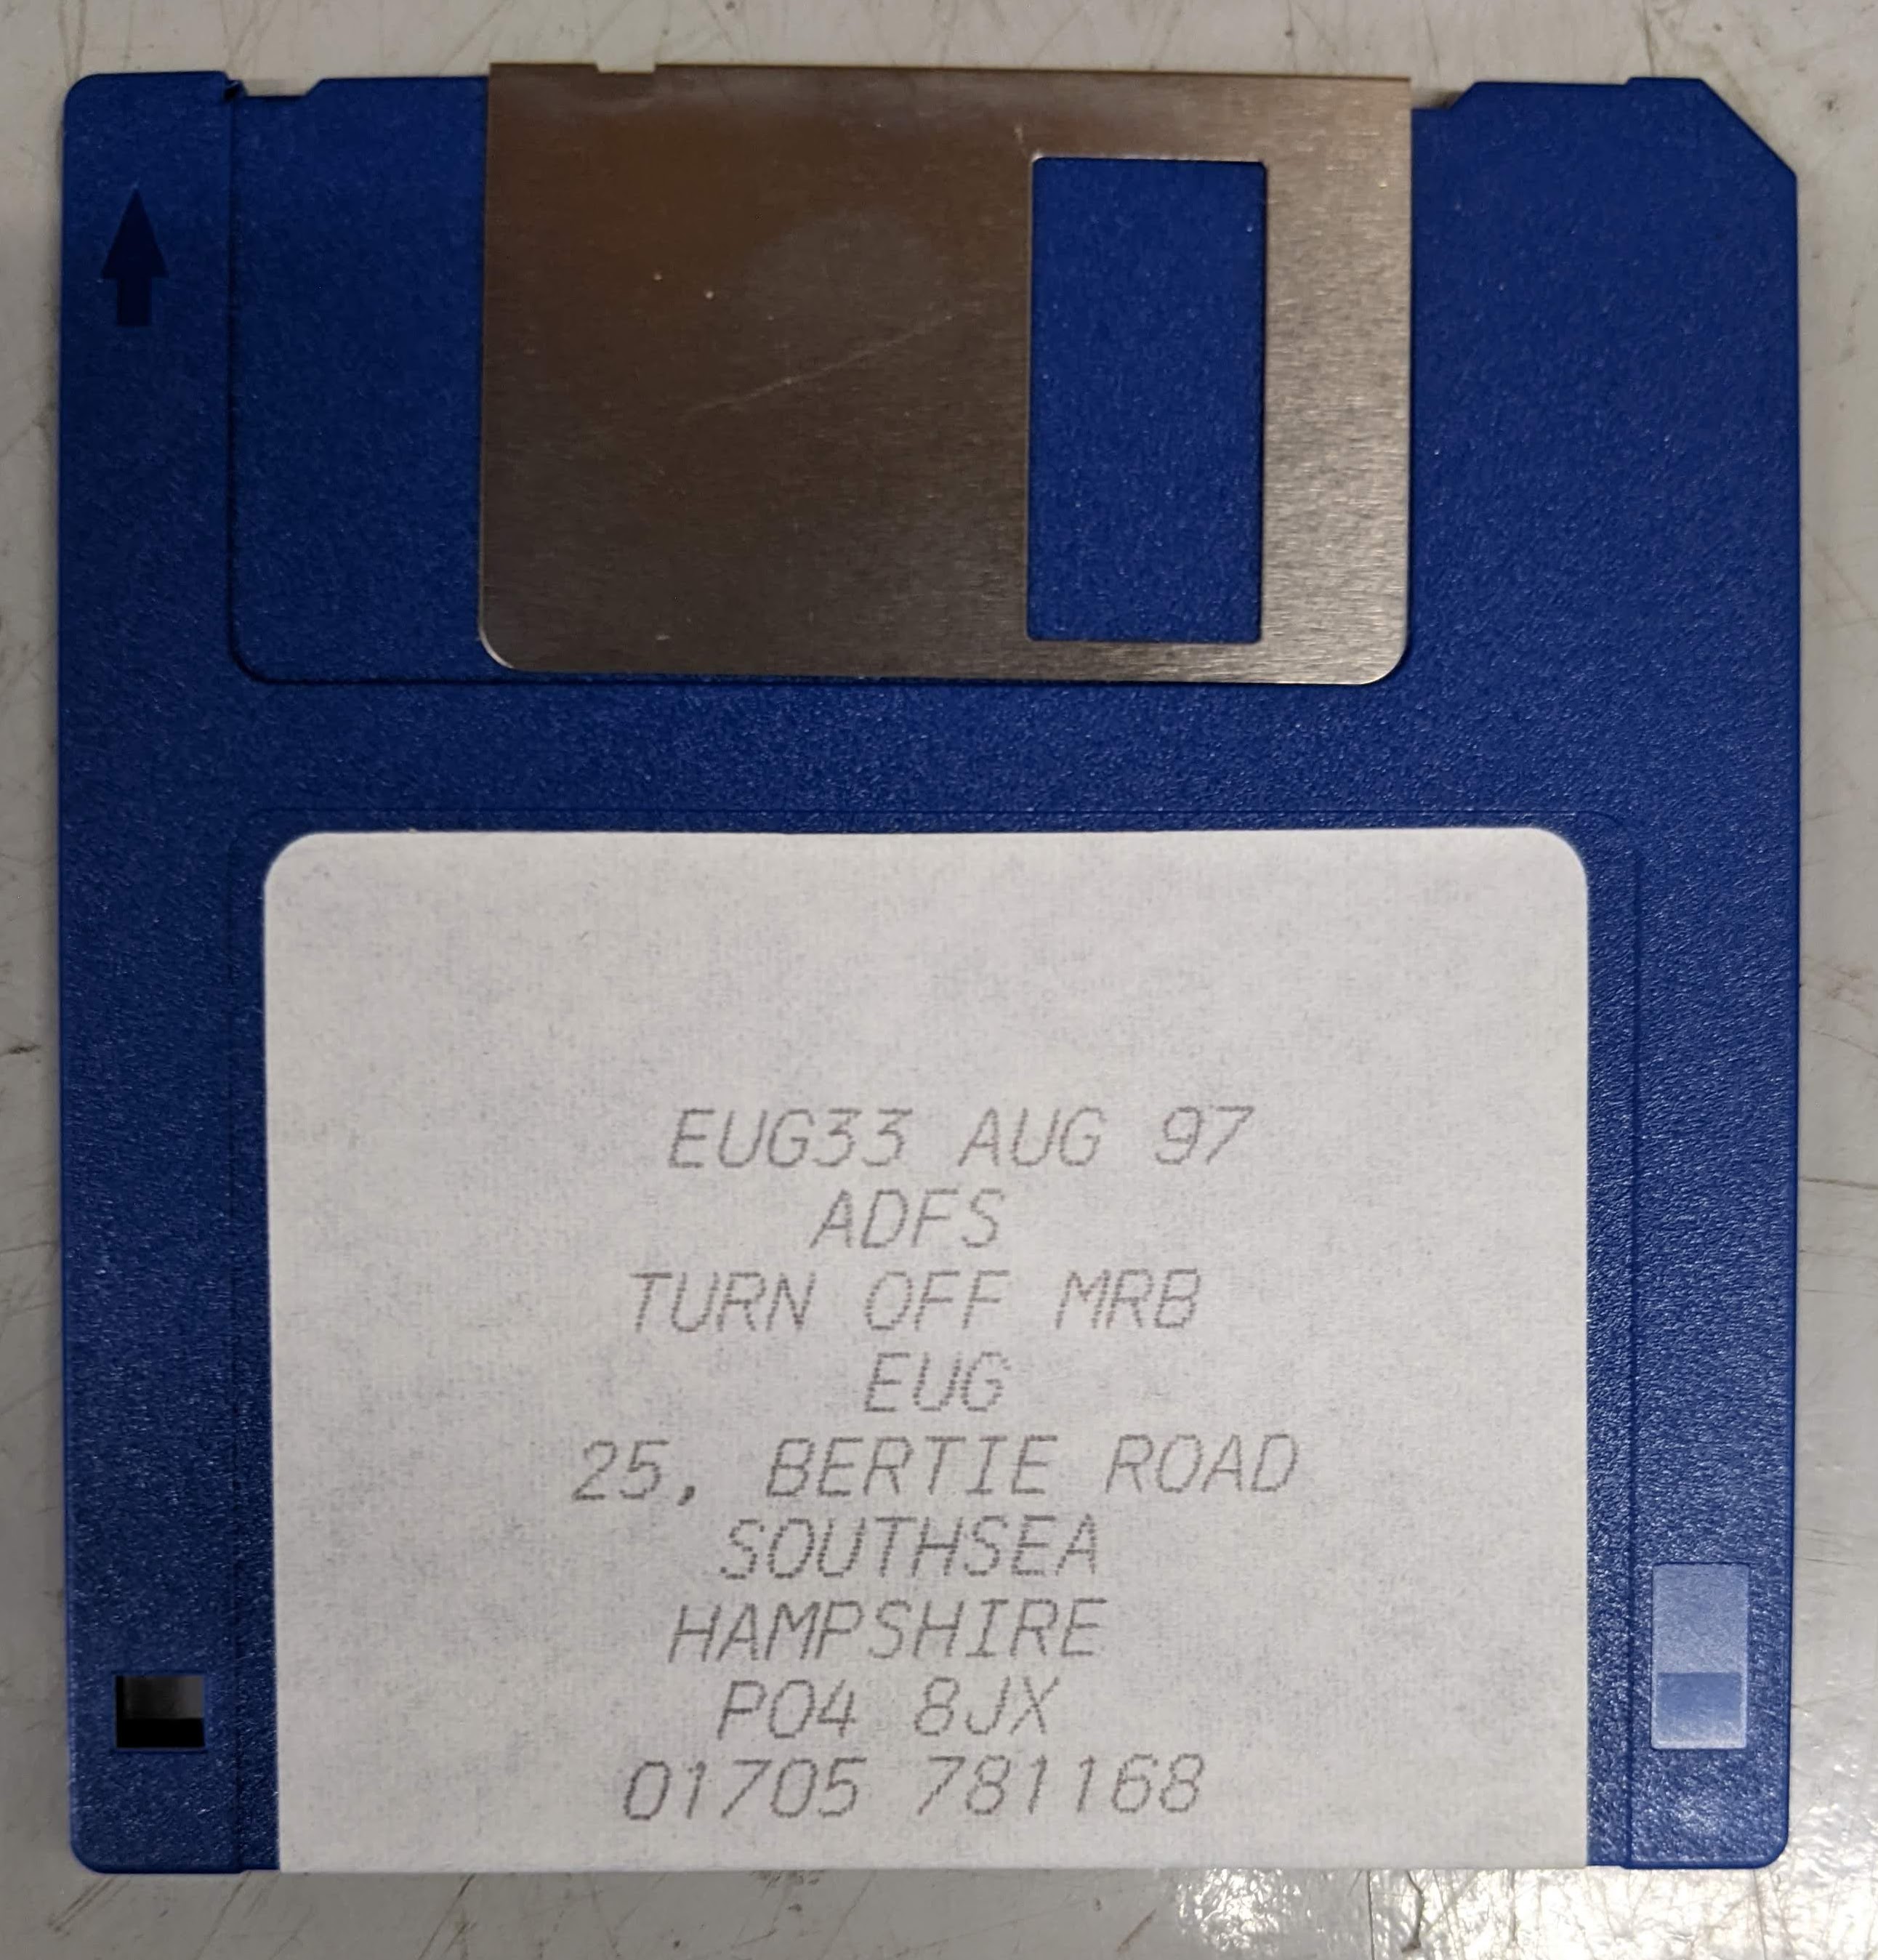 EUG33 AUG 97
ADFS
TURN OFF MRB
EUG
25, BERTIE ROAD
SOUTHSEA
HAMPSHIRE
PO4 8JX
01705 781168